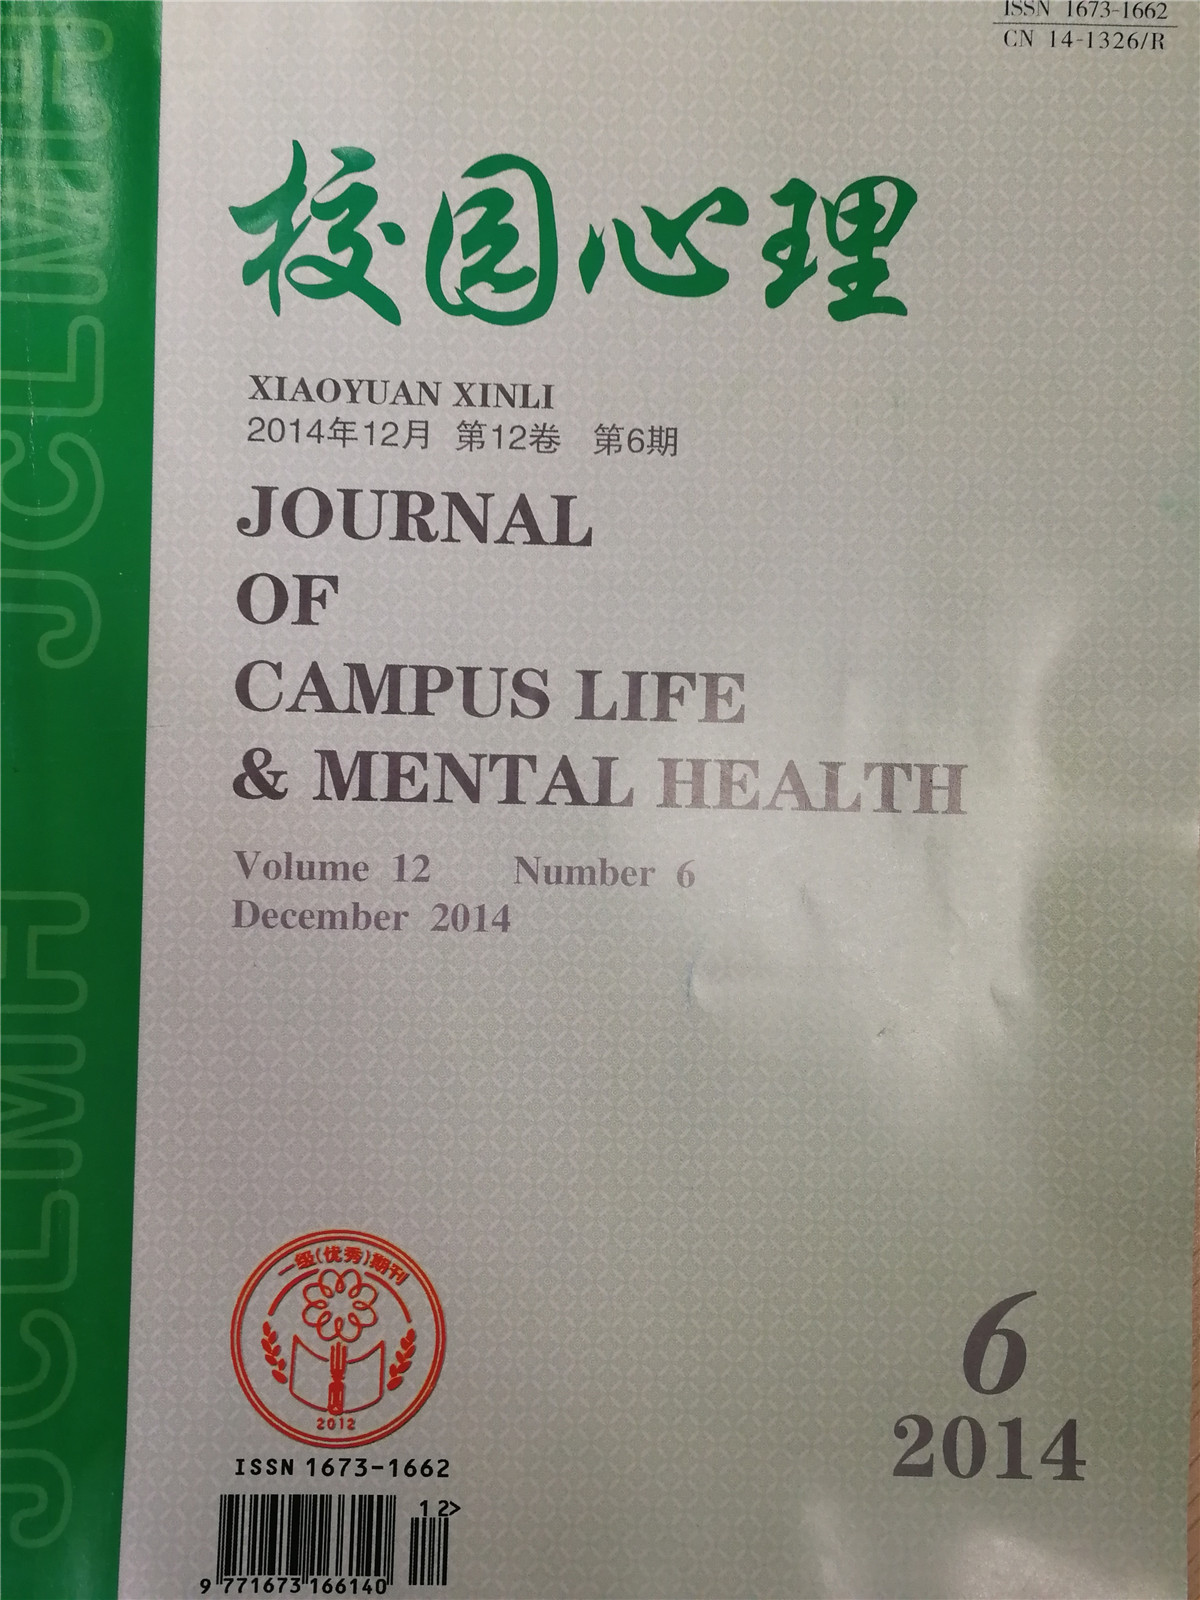 ISSN 1673-1662
CN 14-1326/R
校园心理
XIAOYUAN XINLI
2014年12月 第12卷 第6期
JOURNAL
OF
CAMPUS LIFE
& MENTAL HEALTH
Volume 12 Number 6
December 2014
一级(优秀)期刊
2012
ISSN 1673-1662
12>
9 771673 166140
6
2014
JCLMH
JCLMH